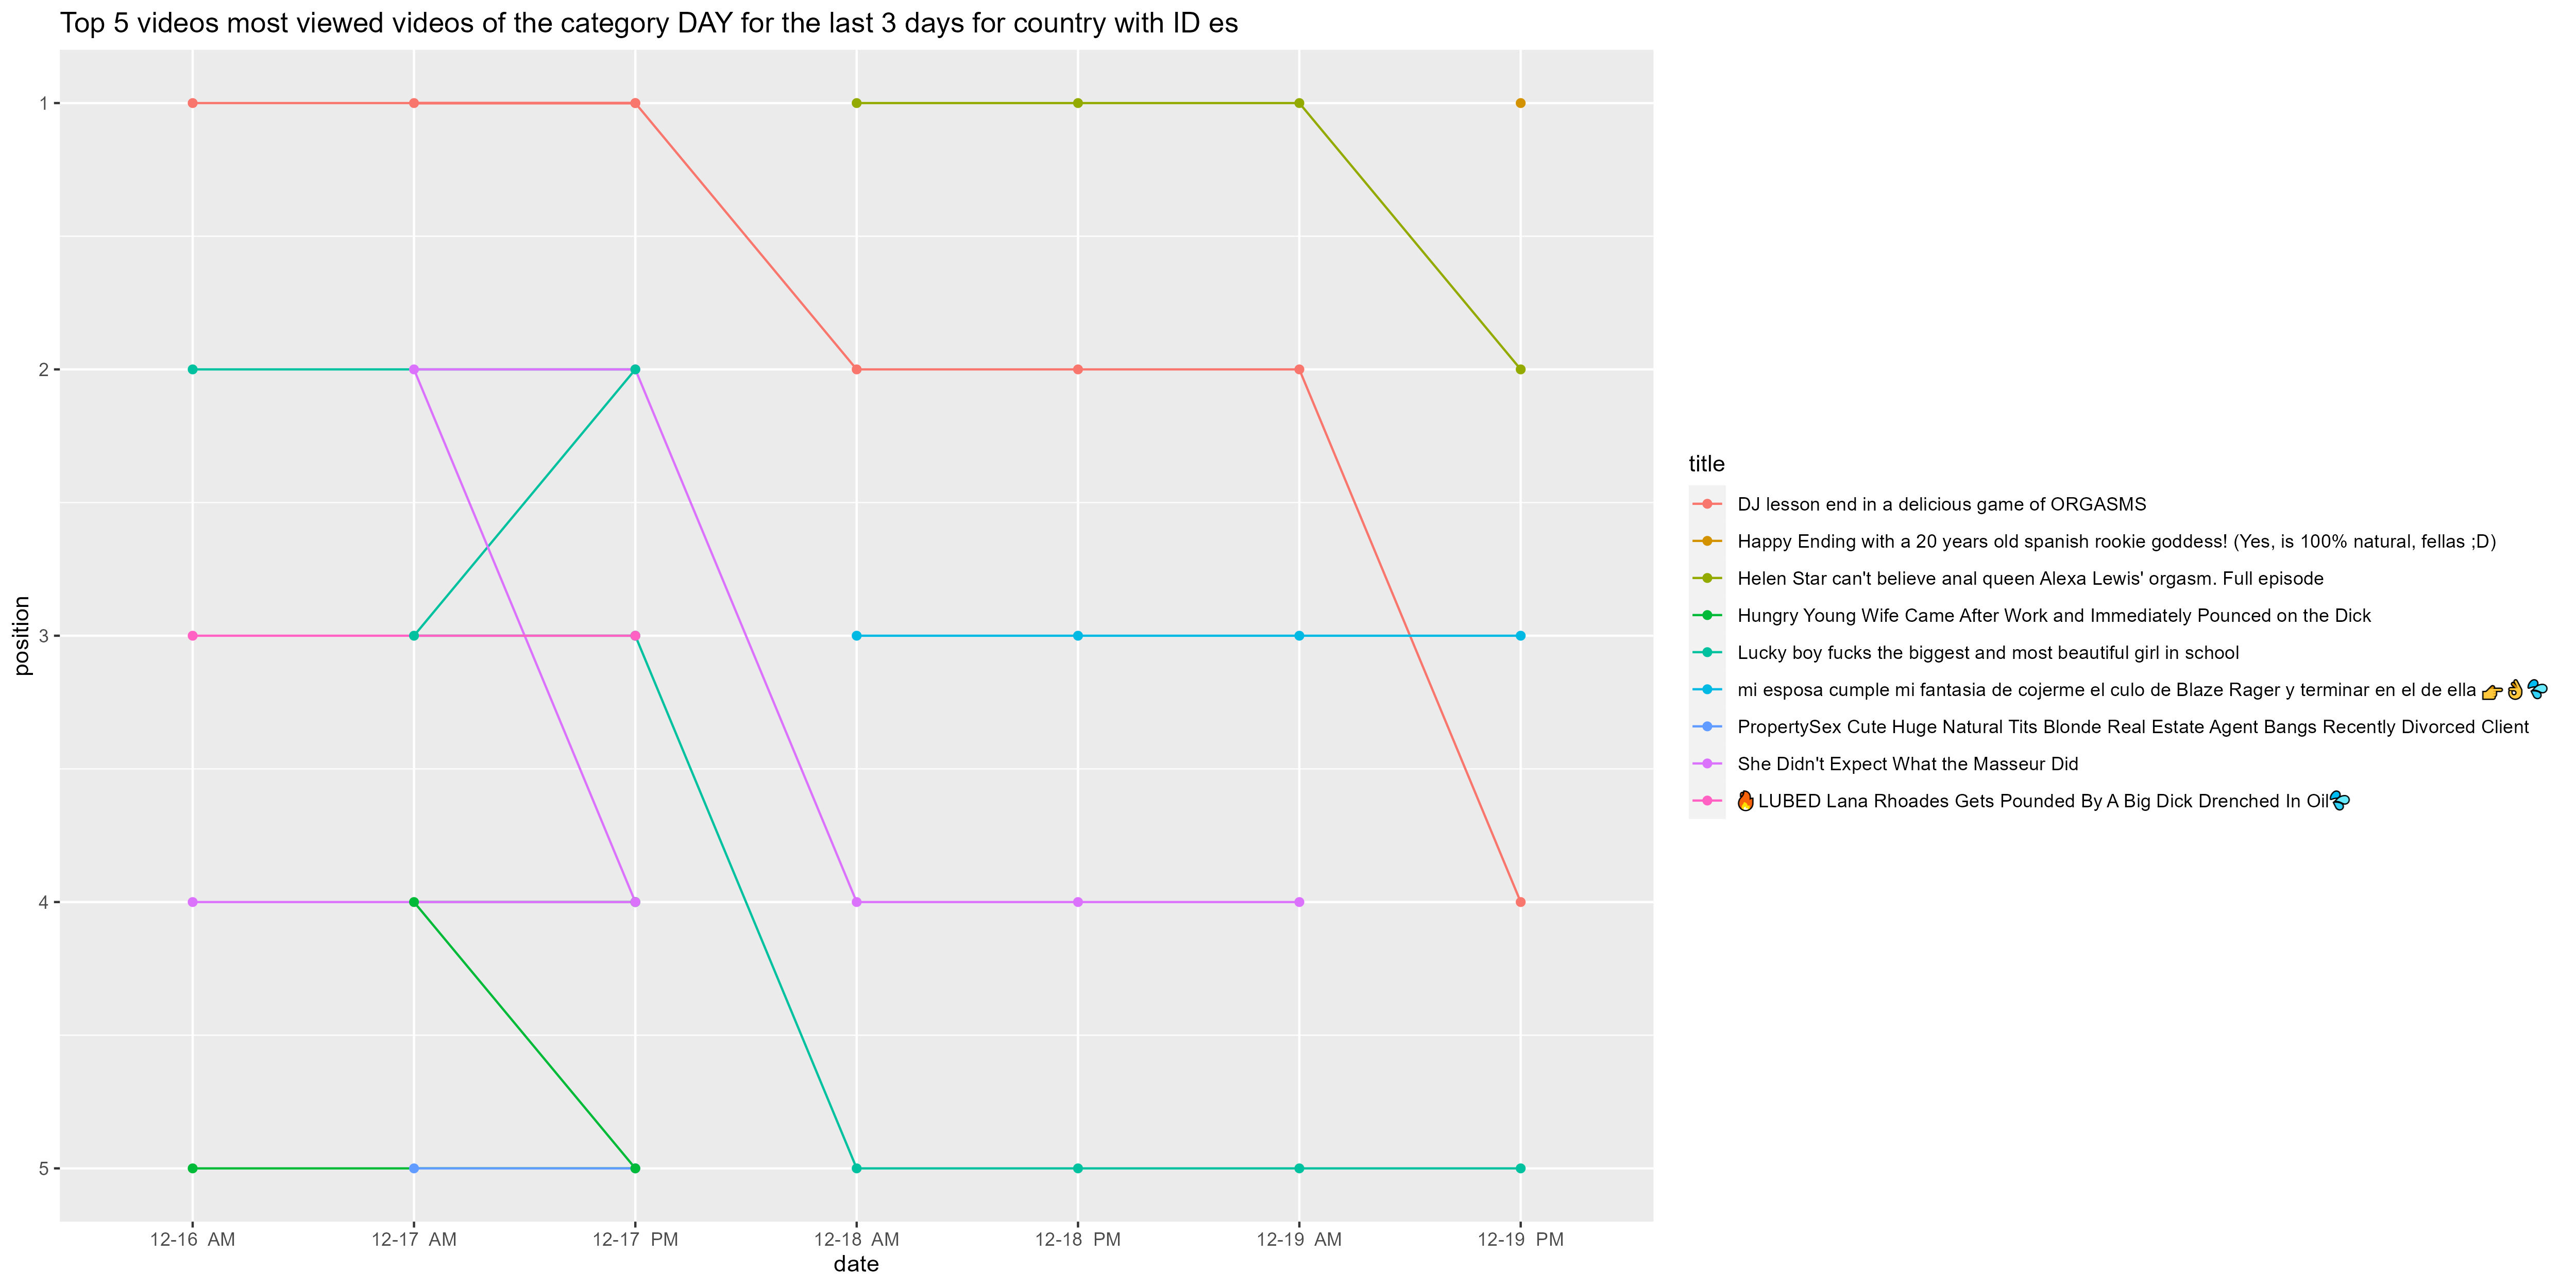 Top 5 videos most viewed videos of the category DAY for the last 3 days for country with ID es
position
1
2
3
4
5
12-16 AM
12-17 AM
12-17 PM
12-18 AM
12-18 PM
12-19 AM
12-19 PM
date
title
DJ lesson end in a delicious game of ORGASMS
Happy Ending with a 20 years old spanish rookie goddess! (Yes, is 100% natural, fellas ;D)
Helen Star can't believe anal queen Alexa Lewis' orgasm. Full episode
Hungry Young Wife Came After Work and Immediately Pounced on the Dick
Lucky boy fucks the biggest and most beautiful girl in school
mi esposa cumple mi fantasia de cojerme el culo de Blaze Rager y terminar en el de ella 👉👌💦
PropertySex Cute Huge Natural Tits Blonde Real Estate Agent Bangs Recently Divorced Client
She Didn't Expect What the Masseur Did
🔥LUBED Lana Rhoades Gets Pounded By A Big Dick Drenched In Oil💦